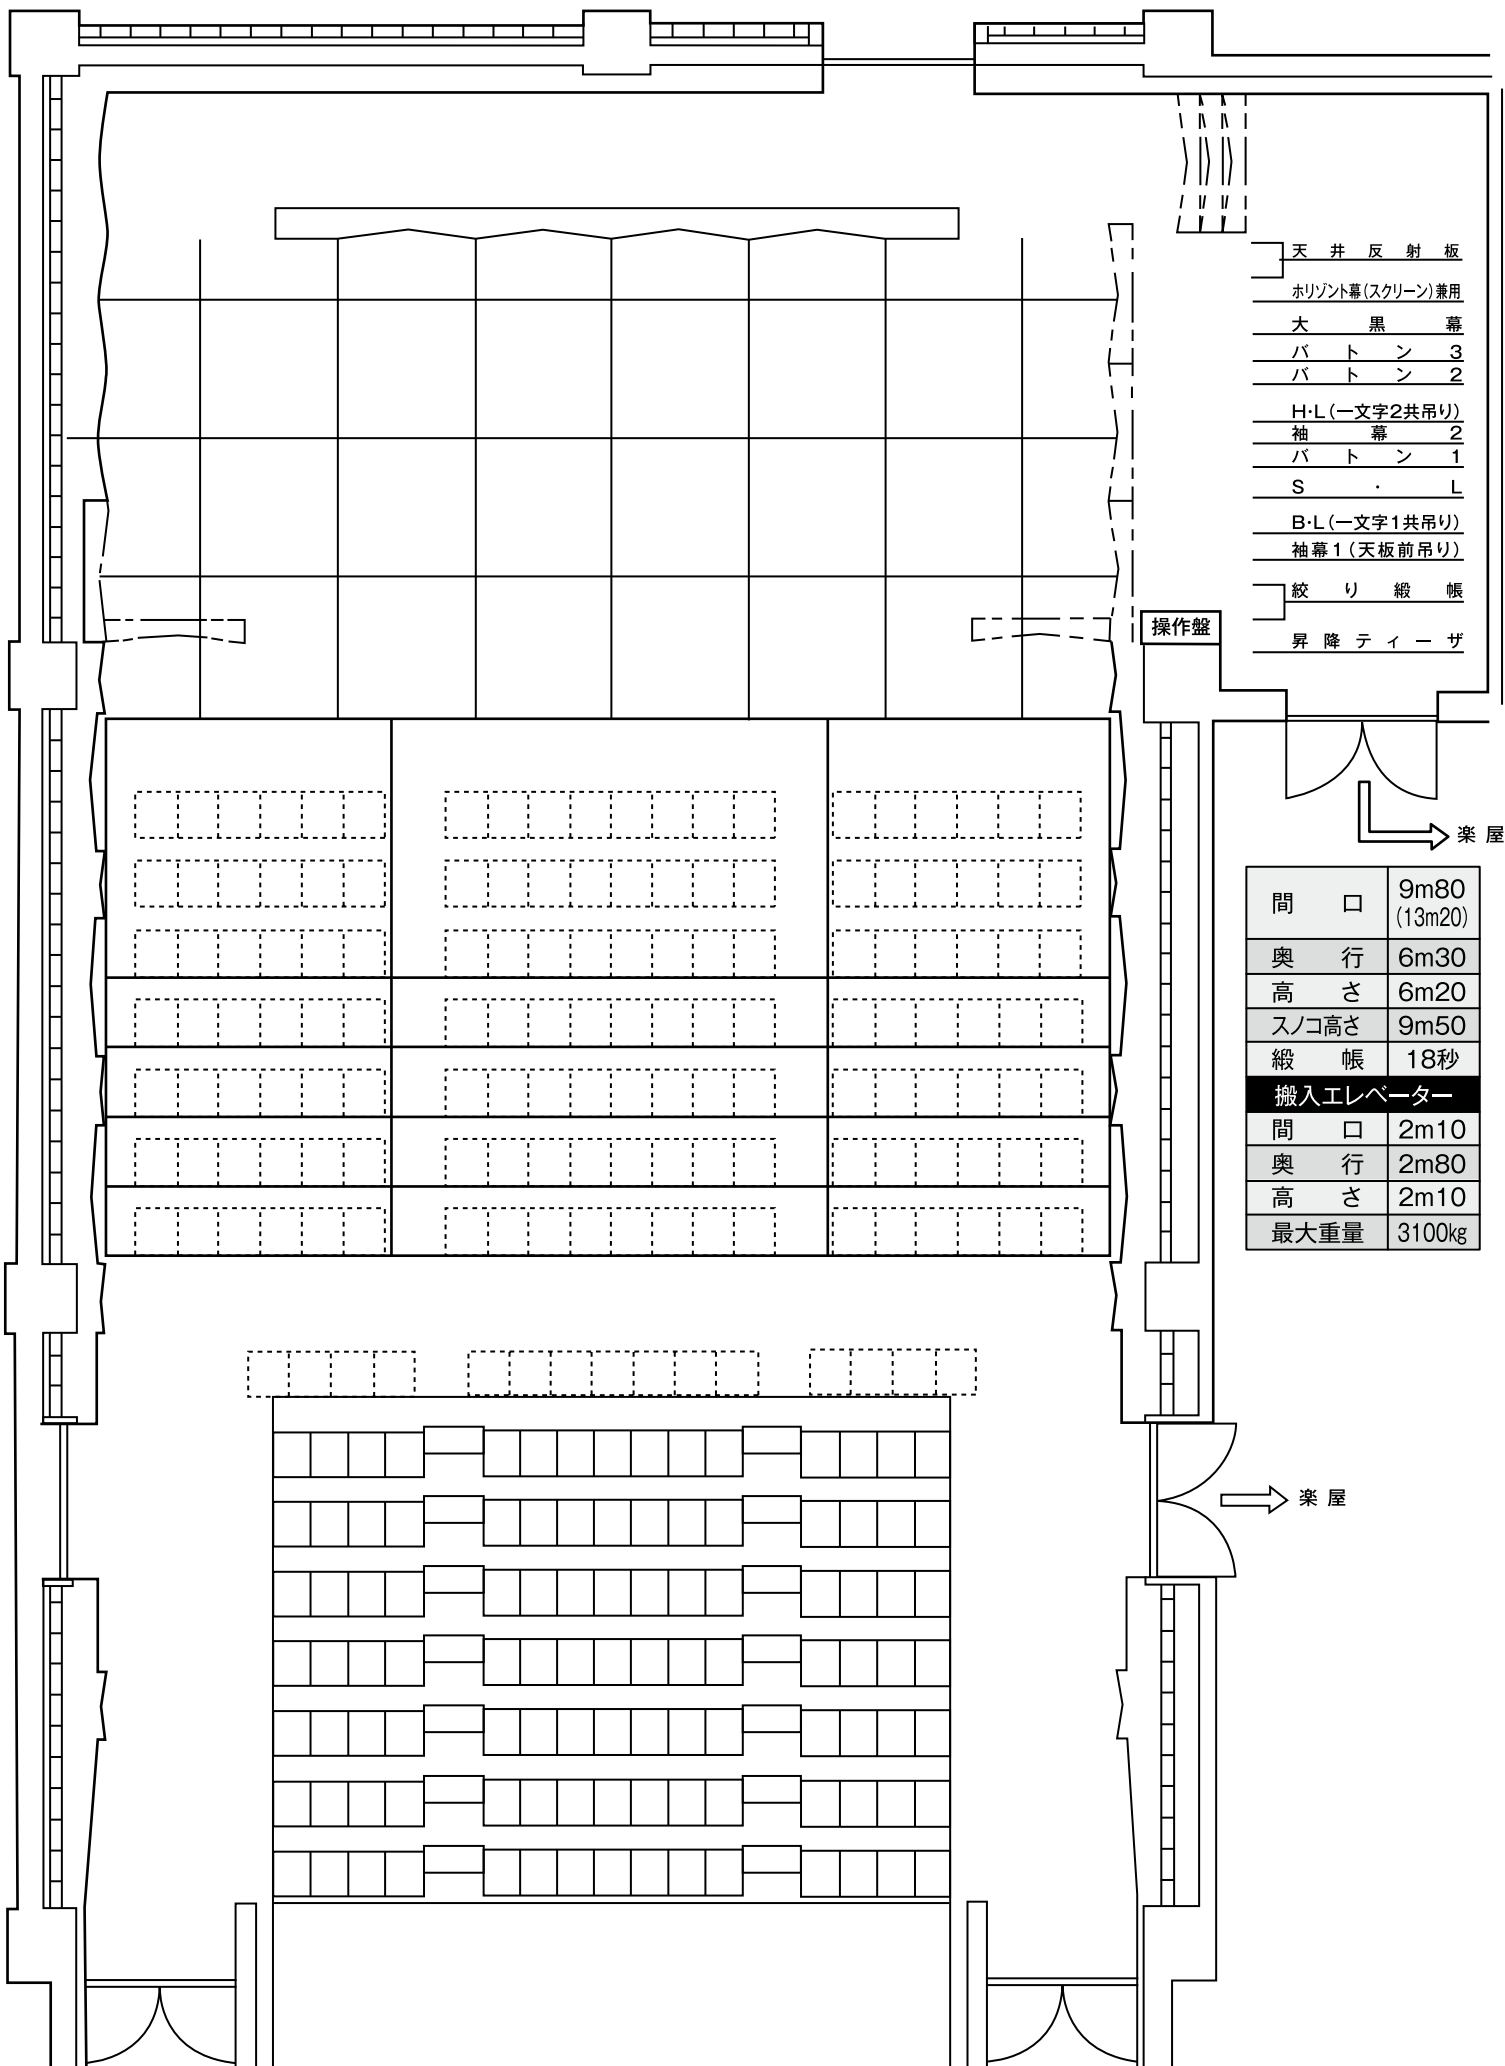 天井反射板
ホリゾント幕(スクリーン)兼用
大黒幕
バトン3
バトン2
H・L(一文字2共吊り)
袖幕2
バトン1
S・L
B・L(一文字1共吊り)
袖幕1(天板前吊り)
絞り緞帳
昇降ティーザ
操作盤
楽屋
間口 9m80
(13m20)
奥行 6m30
高さ 6m20
スノコ高さ 9m50
緞帳 18秒
搬入エレベーター
間口 2m10
奥行 2m80
高さ 2m10
最大重量 3100kg
楽屋